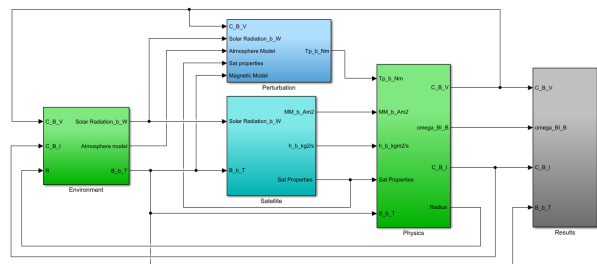 C_B_V
Solar Radiation_b_W
Atmosphere Model
Sat properties
Magnetic Model
Tp_b_Nm
Perturbation
C_B_V
C_B_I
R
Solar Radiation_b_W
Atmosphere model
B_b_T
Environment
Solar Radiation_b_W
B_b_T
MM_b_Am2
h_b_kg2/s
Sat Properties
Satellite
Tp_b_Nm
MM_b_Am2
h_b_kgm2/s
Sat Properties
B_b_T
C_B_V
omega_BI_B
C_B_I
Radius
Physics
C_B_V
omega_BI_B
C_B_I
B_b_T
Results